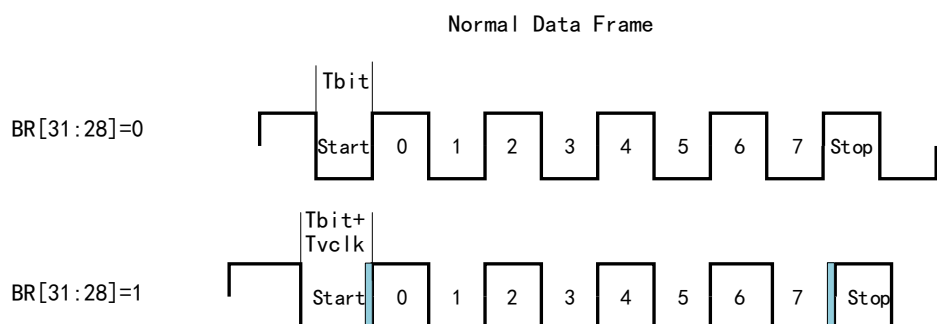 Normal Data Frame
Tbit
BR[31:28]=0
Start 0 1 2 3 4 5 6 7 Stop
Tbit+
Tvclk
BR[31:28]=1
Start 0 1 2 3 4 5 6 7 Stop